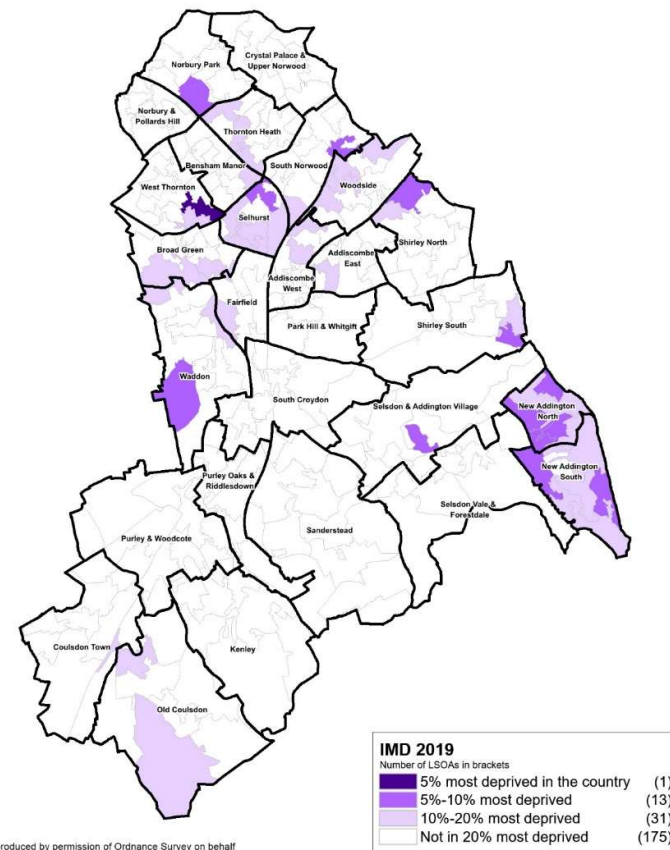 Crystal Palace &
Upper Norwood
Norbury Park
Norbury &
Pollards Hill
Thornton Heath
Bensham Manor
South Norwood
West Thornton
Woodside
Selhurst
Shirley North
Broad Green
Addiscombe
East
Addiscombe
West
Fairfield
Park Hill & Whitgift
Shirley South
Waddon
South Croydon
Selsdon & Addington Village
New Addington
North
New Addington
South
Purley Oaks &
Riddlesdown
Selsdon Vale &
Forestdale
Sanderstead
Purley & Woodcote
Coulsdon Town
Kenley
Old Coulsdon
IMD 2019
Number of LSOAs in brackets
5% most deprived in the country (1)
5%-10% most deprived (13)
10%-20% most deprived (31)
Not in 20% most deprived (175)
roduced by permission of Ordnance Survey on behalf